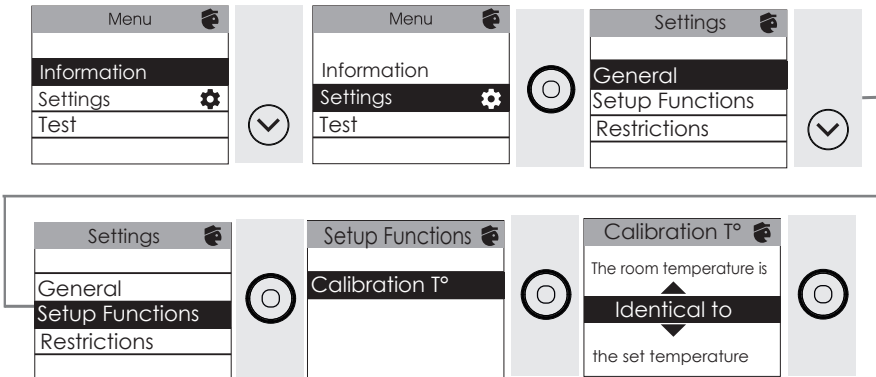 Menu
Information
Settings
Test
Menu
Information
Settings
Test
Settings
General
Setup Functions
Restrictions
Settings
General
Setup Functions
Restrictions
Setup Functions
Calibration T°
Calibration T°
The room temperature is
Identical to
the set temperature